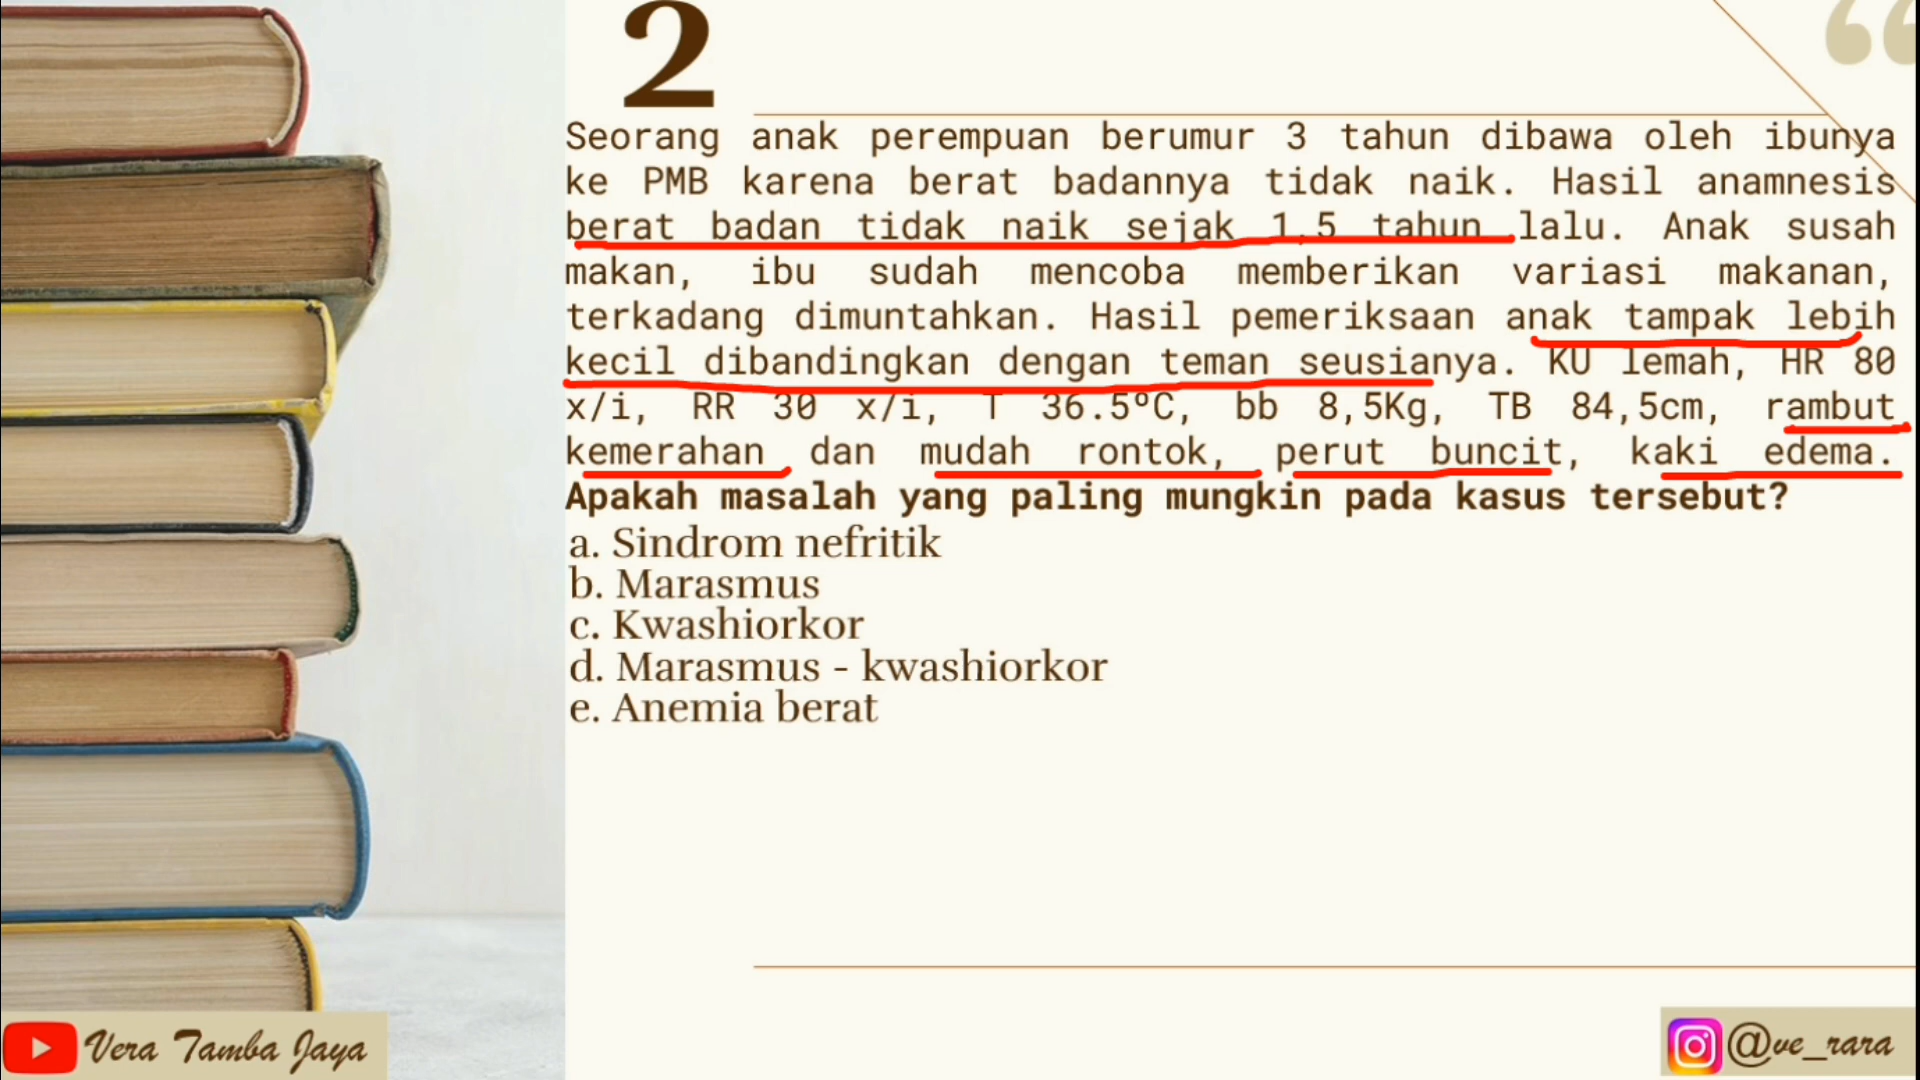 2
Seorang anak perempuan berumur 3 tahun dibawa oleh ibunya
ke PMB karena berat badannya tidak naik. Hasil anamnesis
berat badan tidak naik sejak 1,5 tahun lalu. Anak susah
makan, ibu sudah mencoba memberikan variasi makanan,
terkadang dimuntahkan. Hasil pemeriksaan anak tampak lebih
kecil dibandingkan dengan teman seusianya. KU lemah, HR 80
x/i, RR 30 x/i, T 36.5°C, bb 8,5Kg, TB 84,5cm, rambut
kemerahan dan mudah rontok, perut buncit, kaki edema.
Apakah masalah yang paling mungkin pada kasus tersebut?
a. Sindrom nefritik
b. Marasmus
c. Kwashiorkor
d. Marasmus - kwashiorkor
e. Anemia berat
Vera Tamba Jaya
@ve_rara